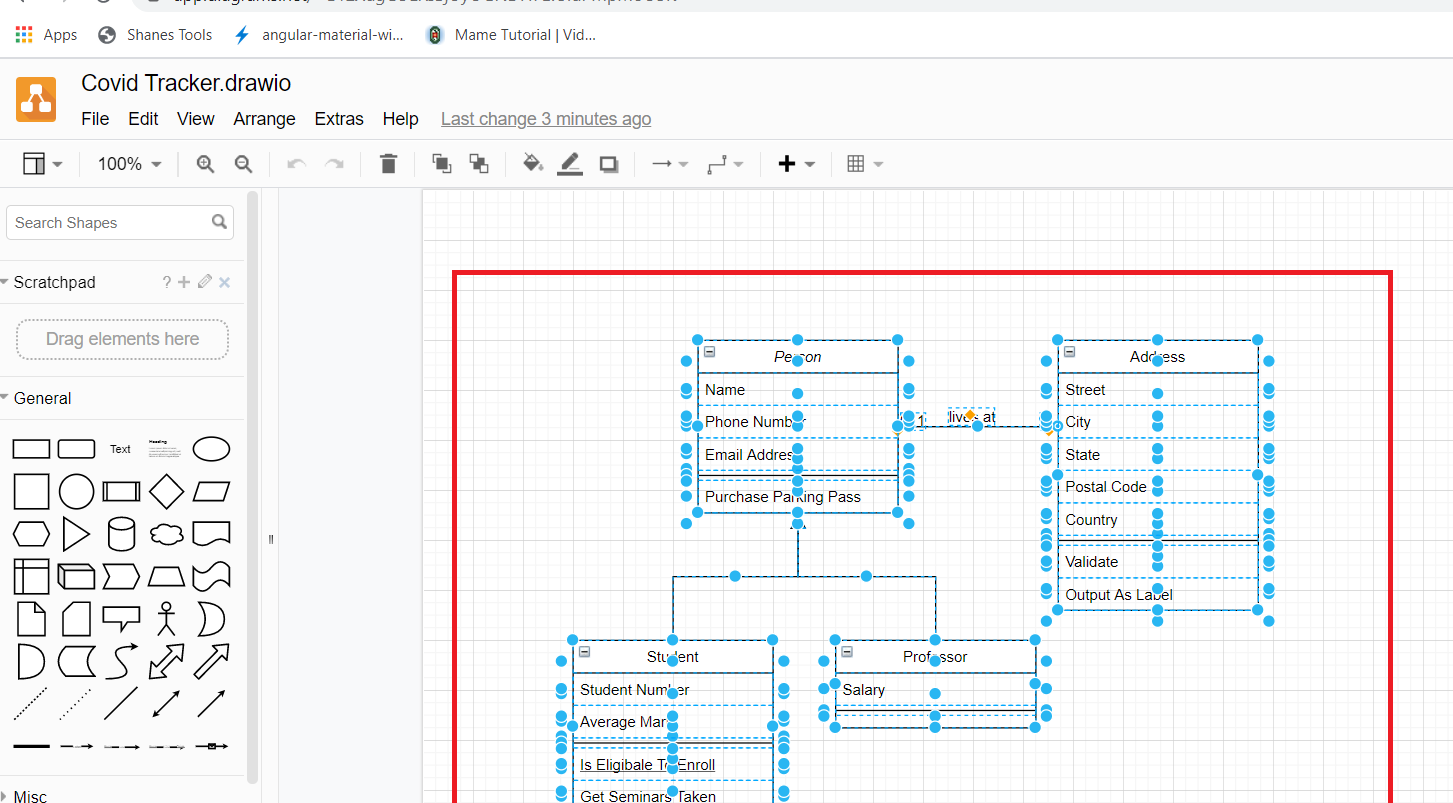 Apps Shanes Tools angular-material-wi... Mame Tutorial | Vid...
Covid Tracker.drawio
File Edit View Arrange Extras Help Last change 3 minutes ago
100%
Search Shapes
Scratchpad
?
Drag elements here
General
Text
Heading
Misc
Person
Name
Phone Number
Email Address
Purchase Parking Pass
1
lives at
Address
Street
City
State
Postal Code
Country
Validate
Output As Label
Student
Student Number
Average Mark
Is Eligibale To Enroll
Get Seminars Taken
Professor
Salary